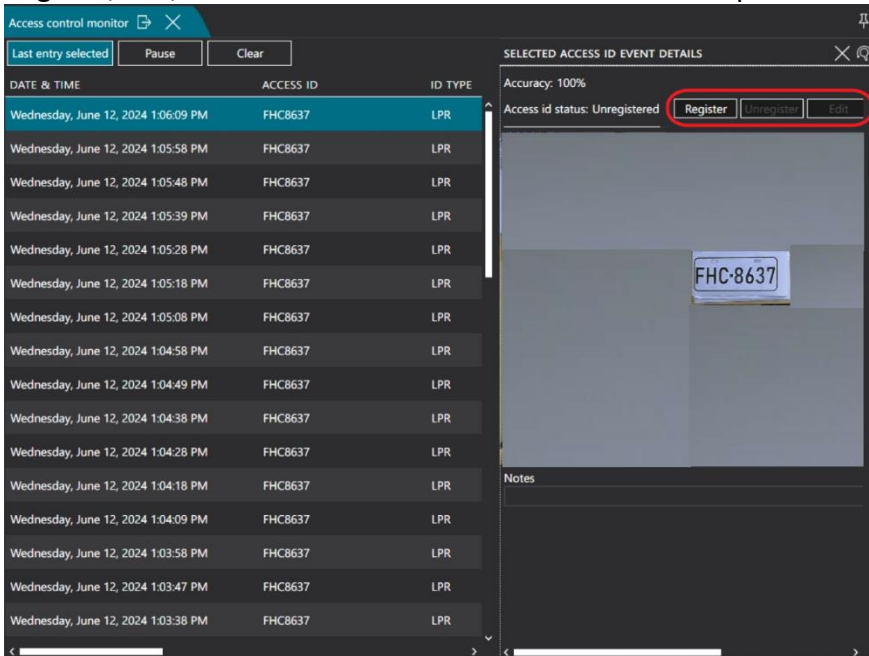 Access control monitor
Last entry selected Pause Clear
DATE & TIME ACCESS ID ID TYPE
Wednesday, June 12, 2024 1:06:09 PM FHC8637 LPR
Wednesday, June 12, 2024 1:05:58 PM FHC8637 LPR
Wednesday, June 12, 2024 1:05:48 PM FHC8637 LPR
Wednesday, June 12, 2024 1:05:39 PM FHC8637 LPR
Wednesday, June 12, 2024 1:05:28 PM FHC8637 LPR
Wednesday, June 12, 2024 1:05:18 PM FHC8637 LPR
Wednesday, June 12, 2024 1:05:08 PM FHC8637 LPR
Wednesday, June 12, 2024 1:04:58 PM FHC8637 LPR
Wednesday, June 12, 2024 1:04:49 PM FHC8637 LPR
Wednesday, June 12, 2024 1:04:38 PM FHC8637 LPR
Wednesday, June 12, 2024 1:04:28 PM FHC8637 LPR
Wednesday, June 12, 2024 1:04:18 PM FHC8637 LPR
Wednesday, June 12, 2024 1:04:09 PM FHC8637 LPR
Wednesday, June 12, 2024 1:03:58 PM FHC8637 LPR
Wednesday, June 12, 2024 1:03:47 PM FHC8637 LPR
Wednesday, June 12, 2024 1:03:38 PM FHC8637 LPR
SELECTED ACCESS ID EVENT DETAILS
Accuracy: 100%
Access id status: Unregistered Register Unregister Edit
FHC·8637
Notes